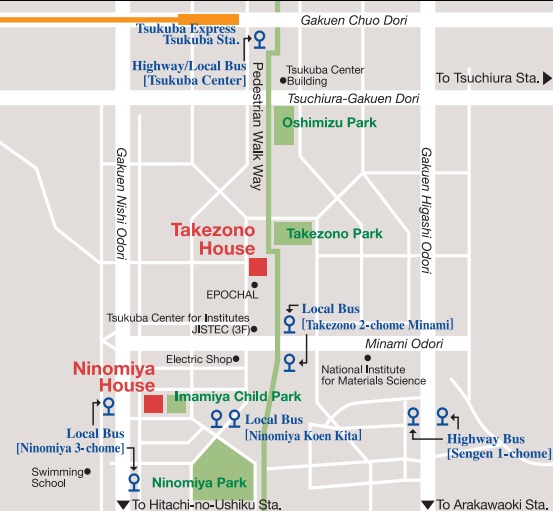 Gakuen Chuo Dori
Tsukuba Express
Tsukuba Sta.
Highway/Local Bus
[Tsukuba Center]
Tsukuba Center
Building
To Tsuchiura Sta.
Tsuchiura-Gakuen Dori
Pedestrian Walk Way
Oshimizu Park
Gakuen Nishi Odori
Gakuen Higashi Odori
Takezono
House
Takezono Park
EPOCHAL
Local Bus
[Takezono 2-chome Minami]
Tsukuba Center for Institutes
JISTEC (3F)
Minami Odori
Electric Shop
National Institute
for Materials Science
Ninomiya
House
Imamiya Child Park
Local Bus
[Ninomiya Koen Kita]
Local Bus
[Ninomiya 3-chome]
Highway Bus
[Sengen 1-chome]
Swimming
School
Ninomiya Park
To Hitachi-no-Ushiku Sta.
To Arakawaoki Sta.